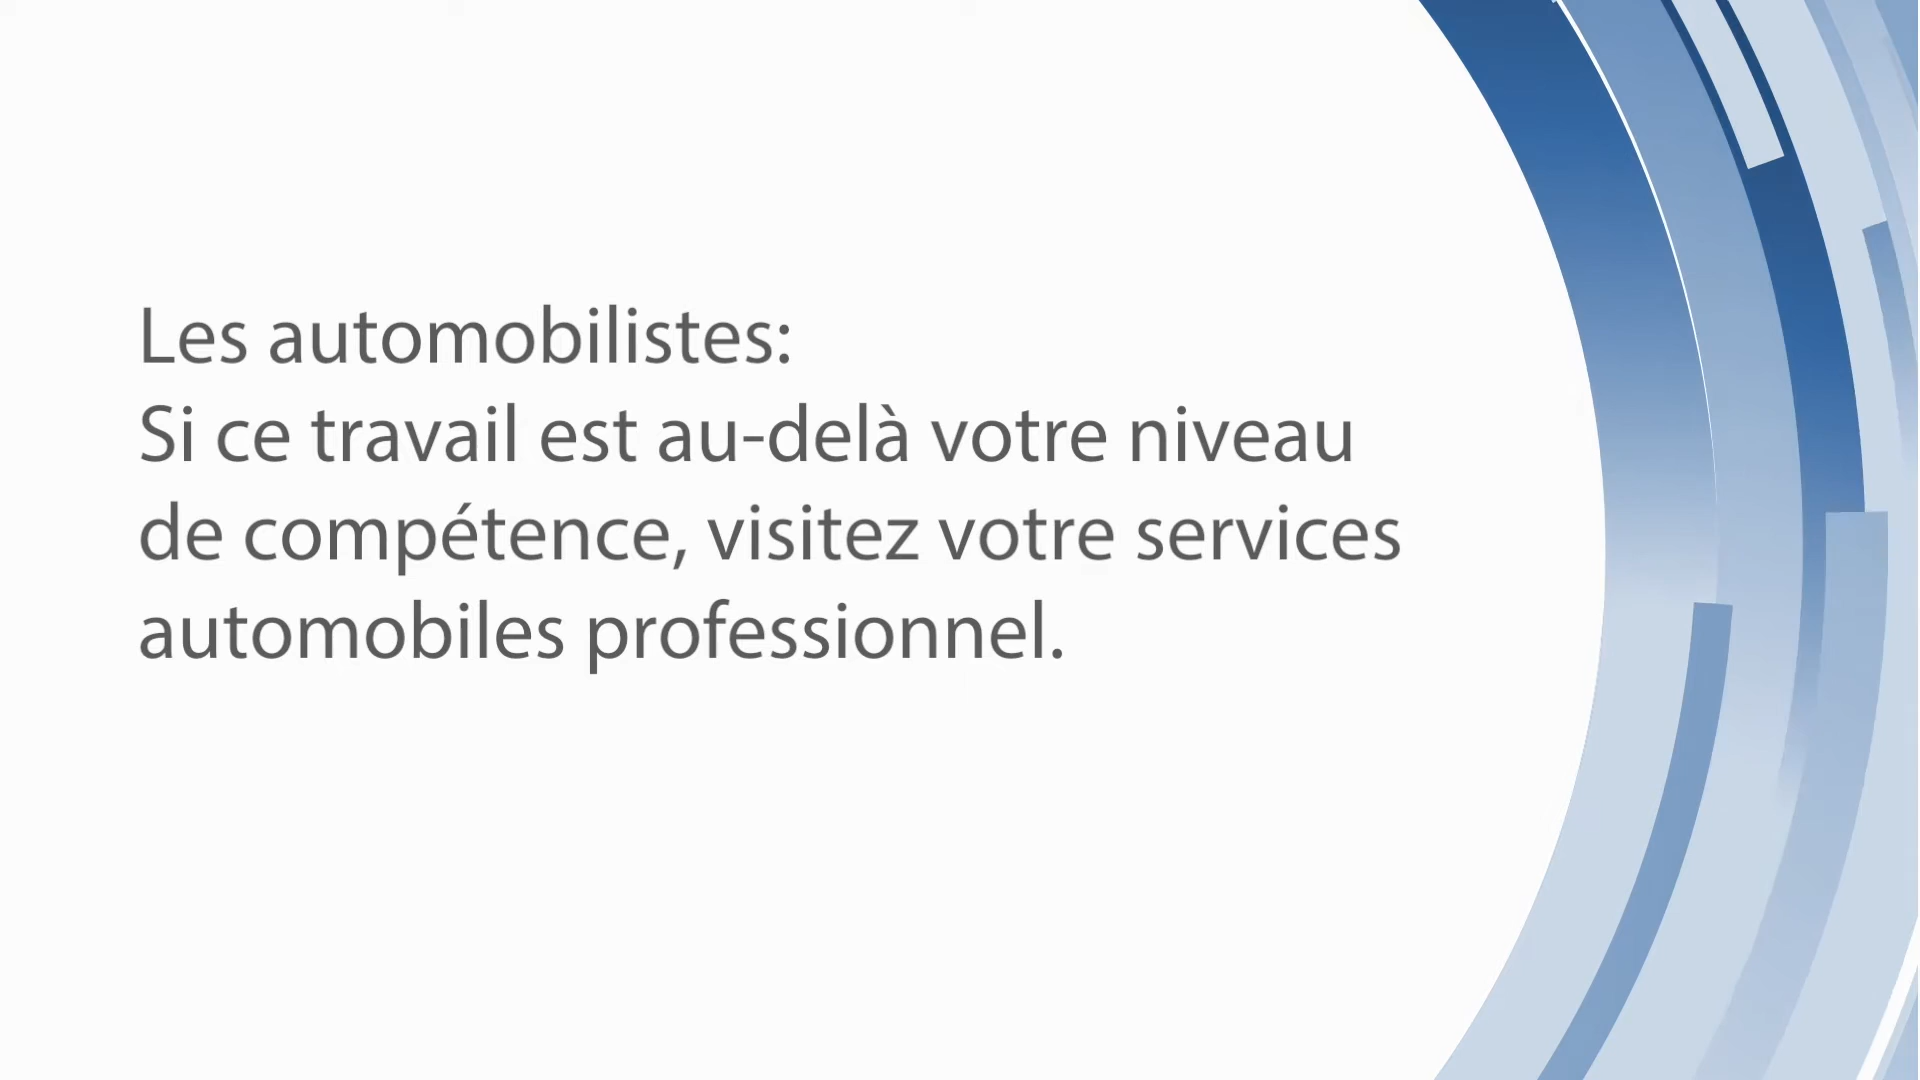 Les automobilistes:
Si ce travail est au-delà votre niveau
de compétence, visitez votre services
automobiles professionnel.